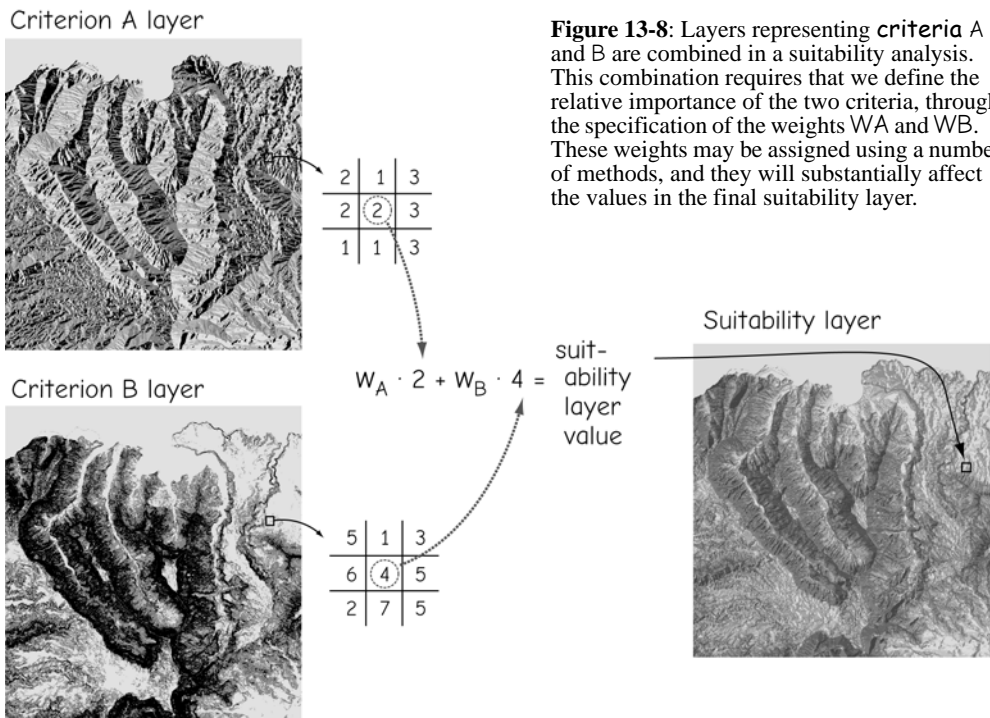 Criterion A layer
Figure 13-8: Layers representing criteria A
and B are combined in a suitability analysis.
This combination requires that we define the
relative importance of the two criteria, through
the specification of the weights WA and WB.
These weights may be assigned using a numbe
of methods, and they will substantially affect
the values in the final suitability layer.
2 1 3
2 2 3
1 1 3
Suitability layer
W_A · 2 + W_B · 4 = suit-
ability
layer
value
Criterion B layer
5 1 3
6 4 5
2 7 5